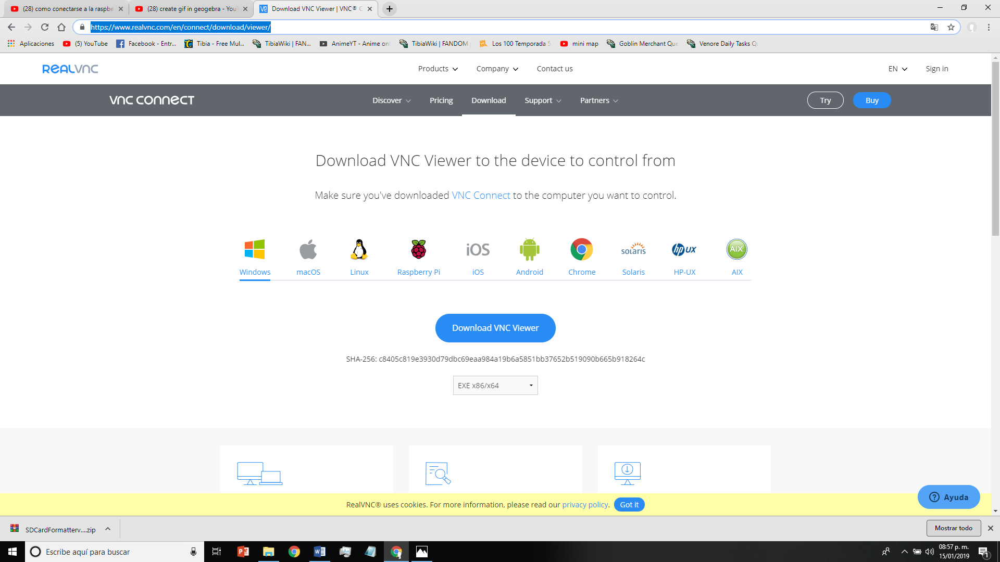 (28) como conectarse a la raspbe
(28) create gif in geogebra - YouT
Download VNC Viewer | VNC® C
https://www.realvnc.com/en/connect/download/viewer/
Aplicaciones (5) YouTube Facebook - Entr... Tibia - Free Mul... TibiaWiki | FAN... AnimeYT - Anime onl TibiaWiki | FANDOM Los 100 Temporada 5 mini map Goblin Merchant Que Venore Daily Tasks Q
REALVNC Products Company Contact us EN Sign in
VNC CONNECT Discover Pricing Download Support Partners Try Buy
Download VNC Viewer to the device to control from
Make sure you've downloaded VNC Connect to the computer you want to control.
iOS solaris hp UX AIX
Windows macOS Linux Raspberry Pi iOS Android Chrome Solaris HP-UX AIX
Download VNC Viewer
SHA-256: c8405c819e3930d79dbc69eaa984a19b6a5851bb37652b519090b665b918264c
EXE x86/x64
RealVNC® uses cookies. For more information, please read our privacy policy. Got it
Ayuda
SDCardFormatterv....zip Mostrar todo
Escribe aquí para buscar
08:57 p. m.
15/01/2019
1